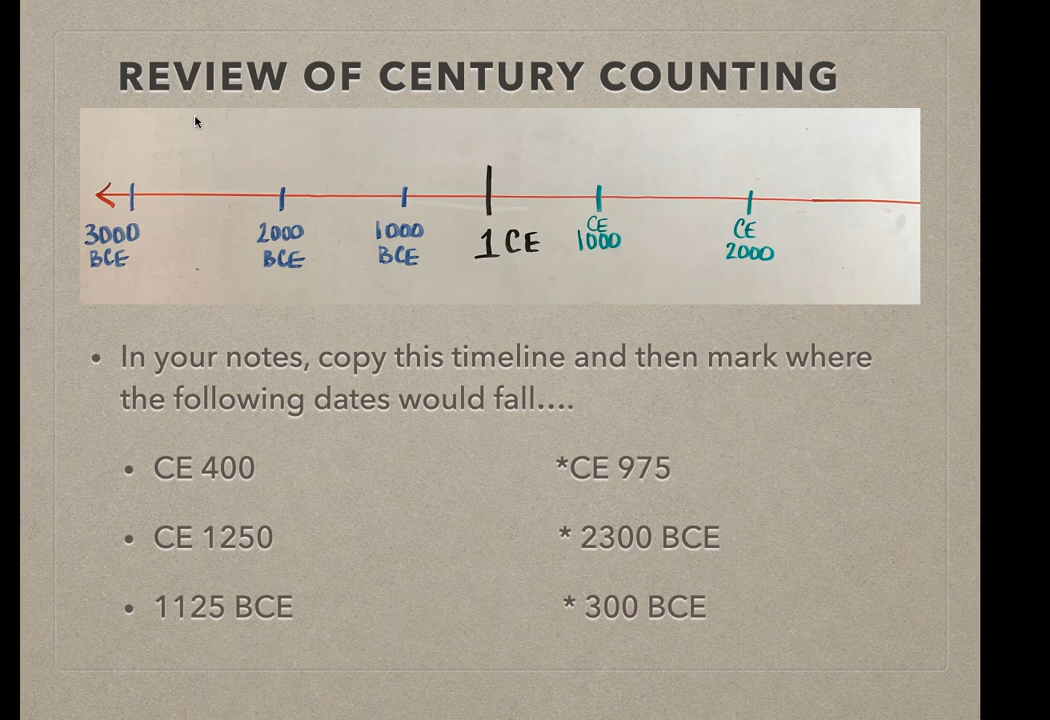 REVIEW OF CENTURY COUNTING
3000
BCE
2000
BCE
1000
BCE
1 CE
CE
1000
CE
2000
• In your notes, copy this timeline and then mark where
the following dates would fall....
• CE 400
*CE 975
• CE 1250
* 2300 BCE
• 1125 BCE
* 300 BCE